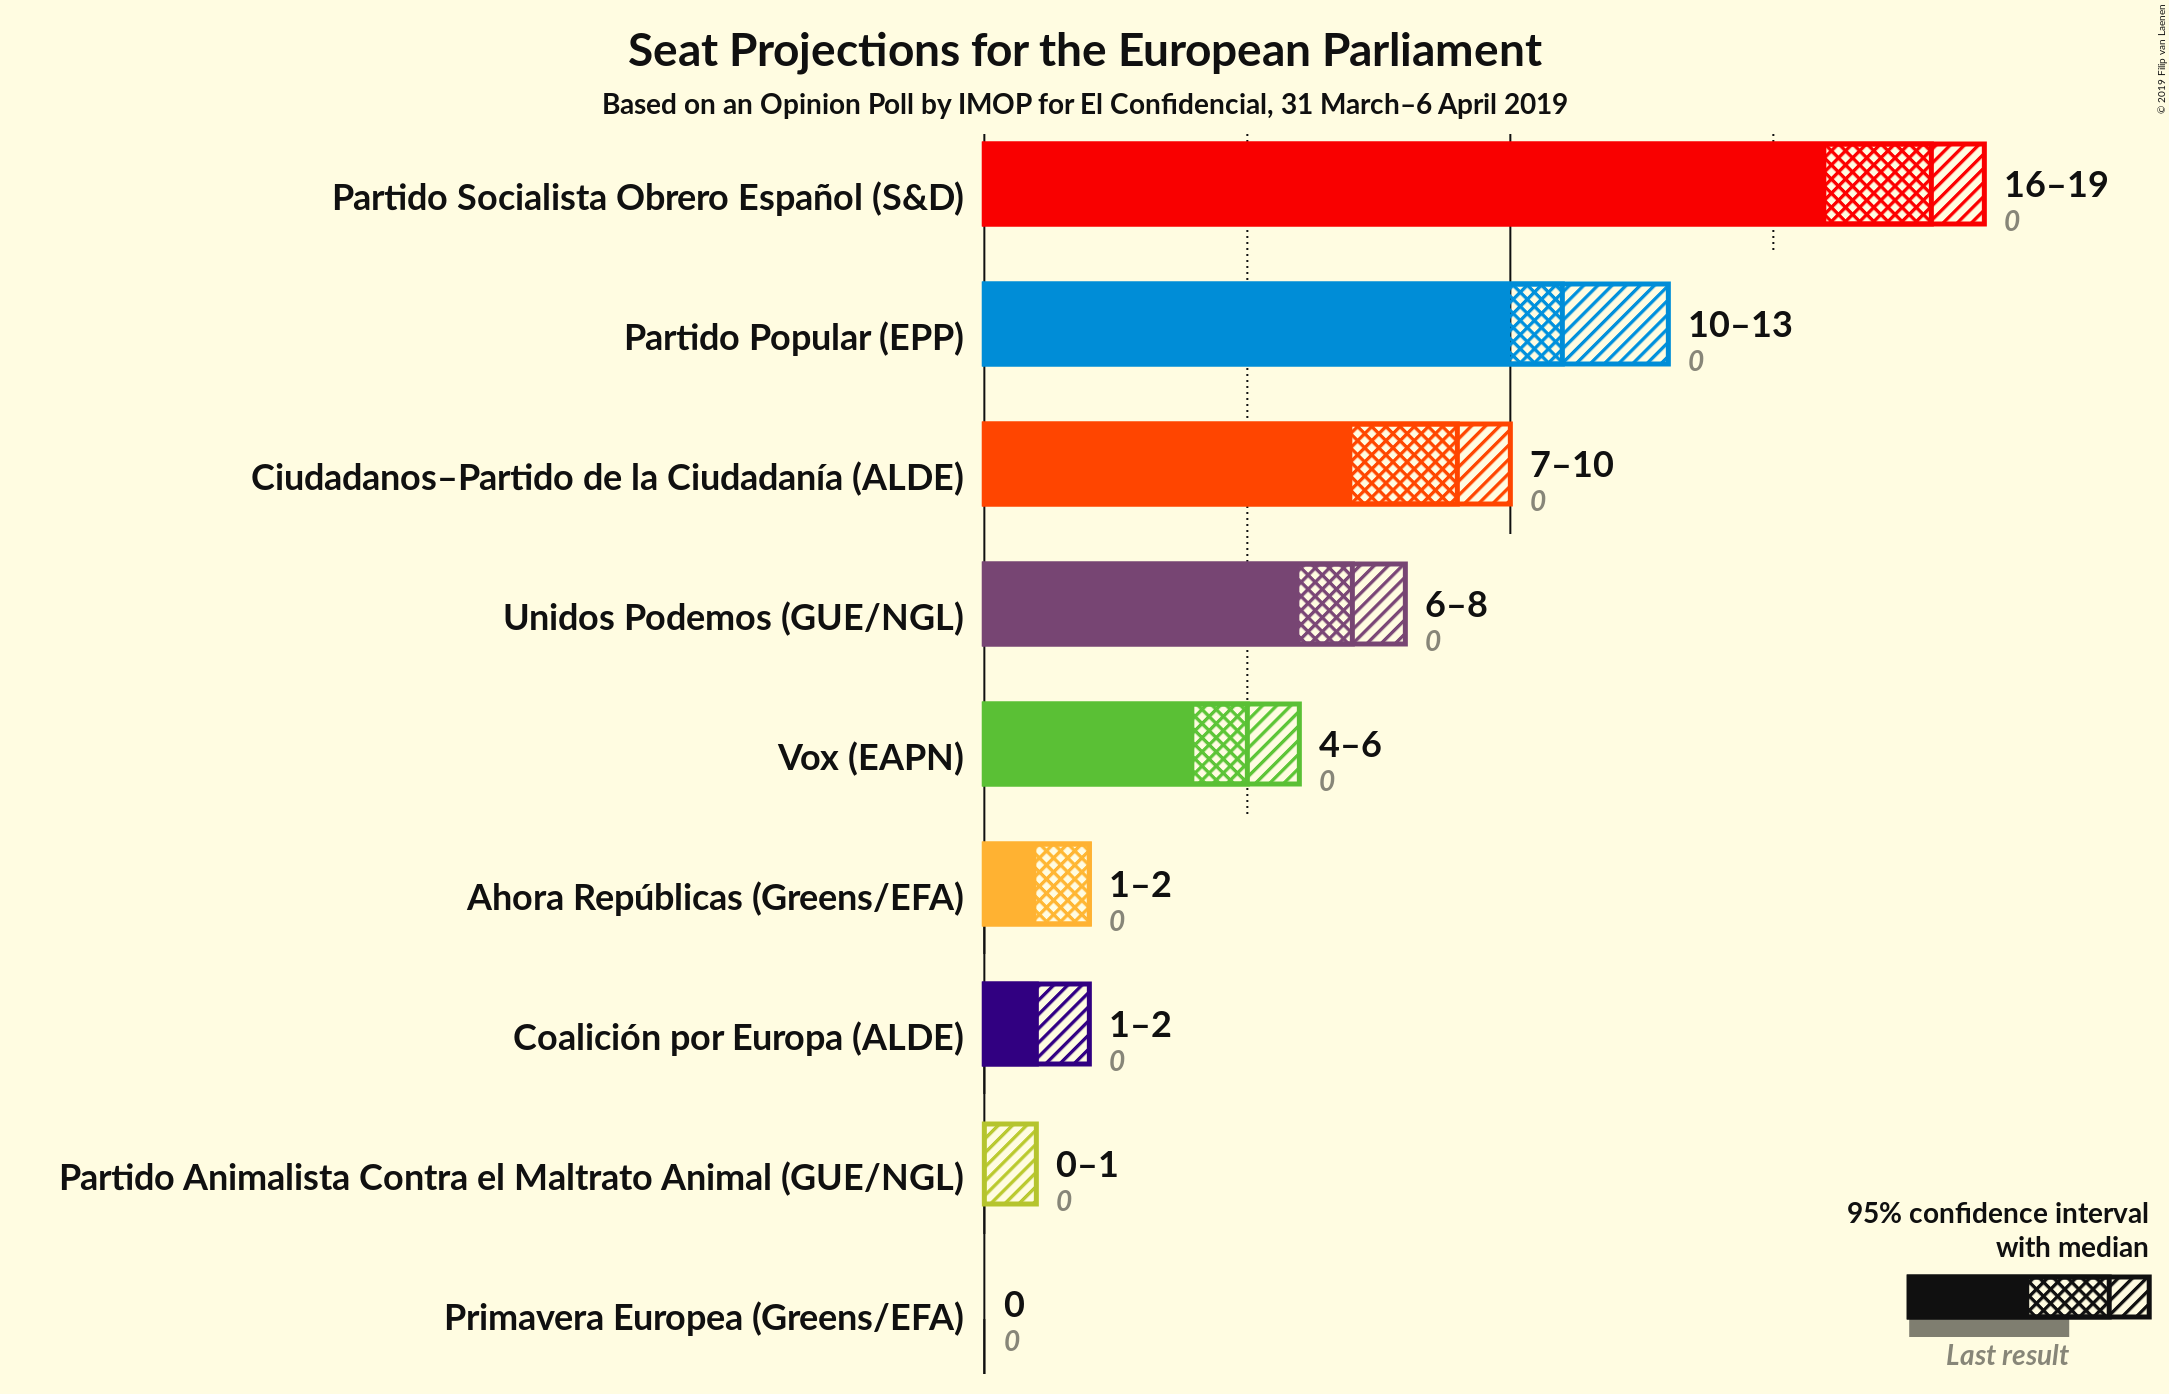 Seat Projections for the European Parliament
Based on an Opinion Poll by IMOP for El Confidencial, 31 March–6 April 2019
© 2019 Filip van Laenen
Partido Socialista Obrero Español (S&D)
16–19
0
Partido Popular (EPP)
10–13
0
Ciudadanos–Partido de la Ciudadanía (ALDE)
7–10
0
Unidos Podemos (GUE/NGL)
6–8
0
Vox (EAPN)
4–6
0
Ahora Repúblicas (Greens/EFA)
1–2
0
Coalición por Europa (ALDE)
1–2
0
Partido Animalista Contra el Maltrato Animal (GUE/NGL)
0–1
0
Primavera Europea (Greens/EFA)
0
0
95% confidence interval
with median
Last result